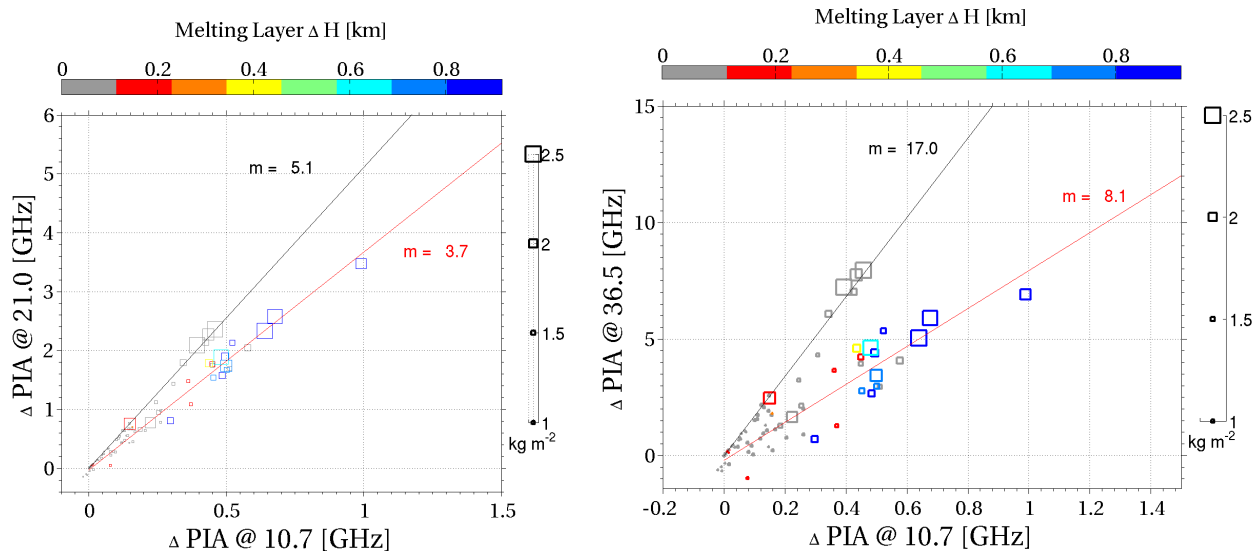 Melting Layer Δ H [km]
0 0.2 0.4 0.6 0.8
6
5
4
3
2
1
0
Δ PIA @ 21.0 [GHz]
m = 5.1
m = 3.7
0 0.5 1 1.5
Δ PIA @ 10.7 [GHz]
2.5
2
1.5
1
kg m-2
Melting Layer Δ H [km]
0 0.2 0.4 0.6 0.8
15
10
5
0
Δ PIA @ 36.5 [GHz]
m = 17.0
m = 8.1
-0.2 0 0.2 0.4 0.6 0.8 1 1.2 1.4
Δ PIA @ 10.7 [GHz]
2.5
2
1.5
1
kg m-2